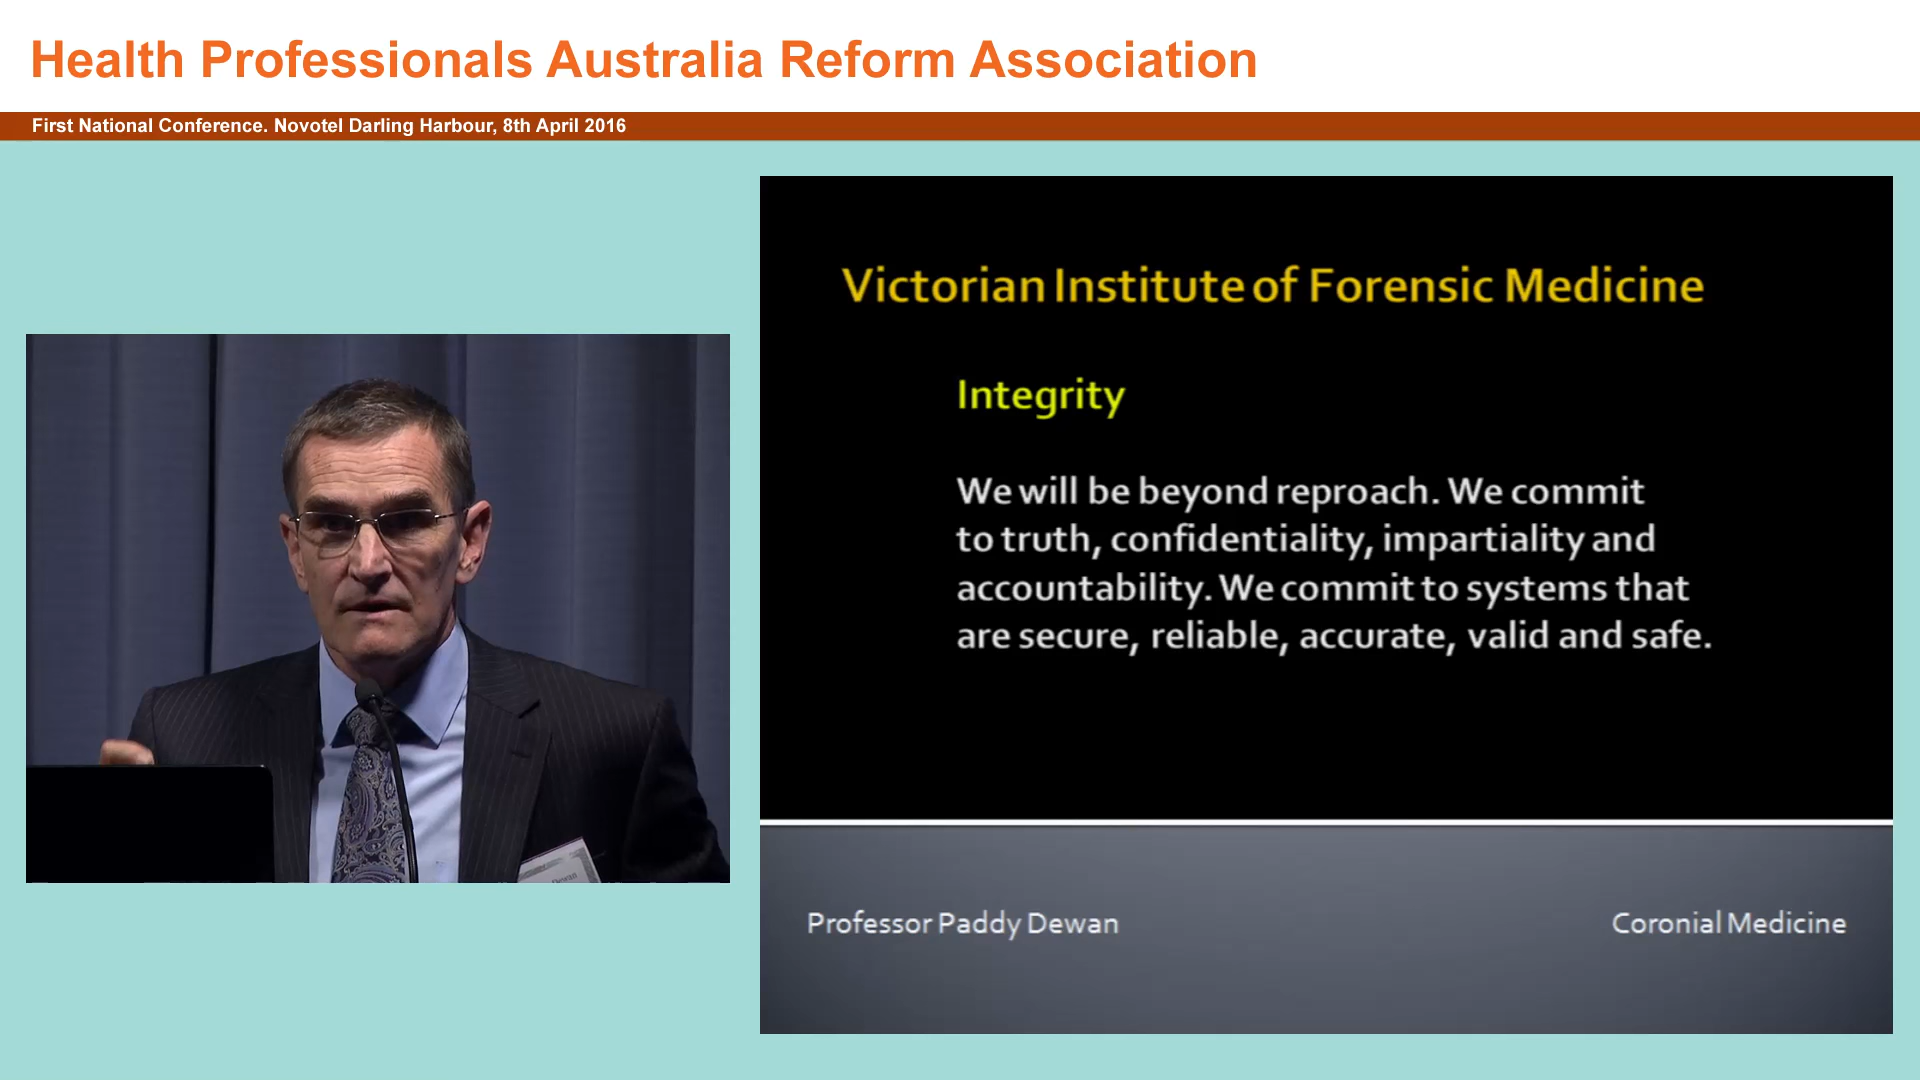 Health Professionals Australia Reform Association
First National Conference. Novotel Darling Harbour, 8th April 2016
Victorian Institute of Forensic Medicine
Integrity
We will be beyond reproach. We commit
to truth, confidentiality, impartiality and
accountability. We commit to systems that
are secure, reliable, accurate, valid and safe.
Professor Paddy Dewan
Coronial Medicine
Dewan